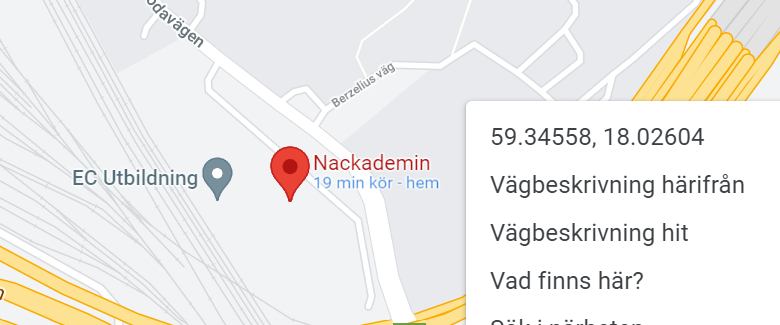 odavägen
Berzelius väg
EC Utbildning
Nackademin
19 min kör - hem
59.34558, 18.02604
Vägbeskrivning härifrån
Vägbeskrivning hit
Vad finns här?